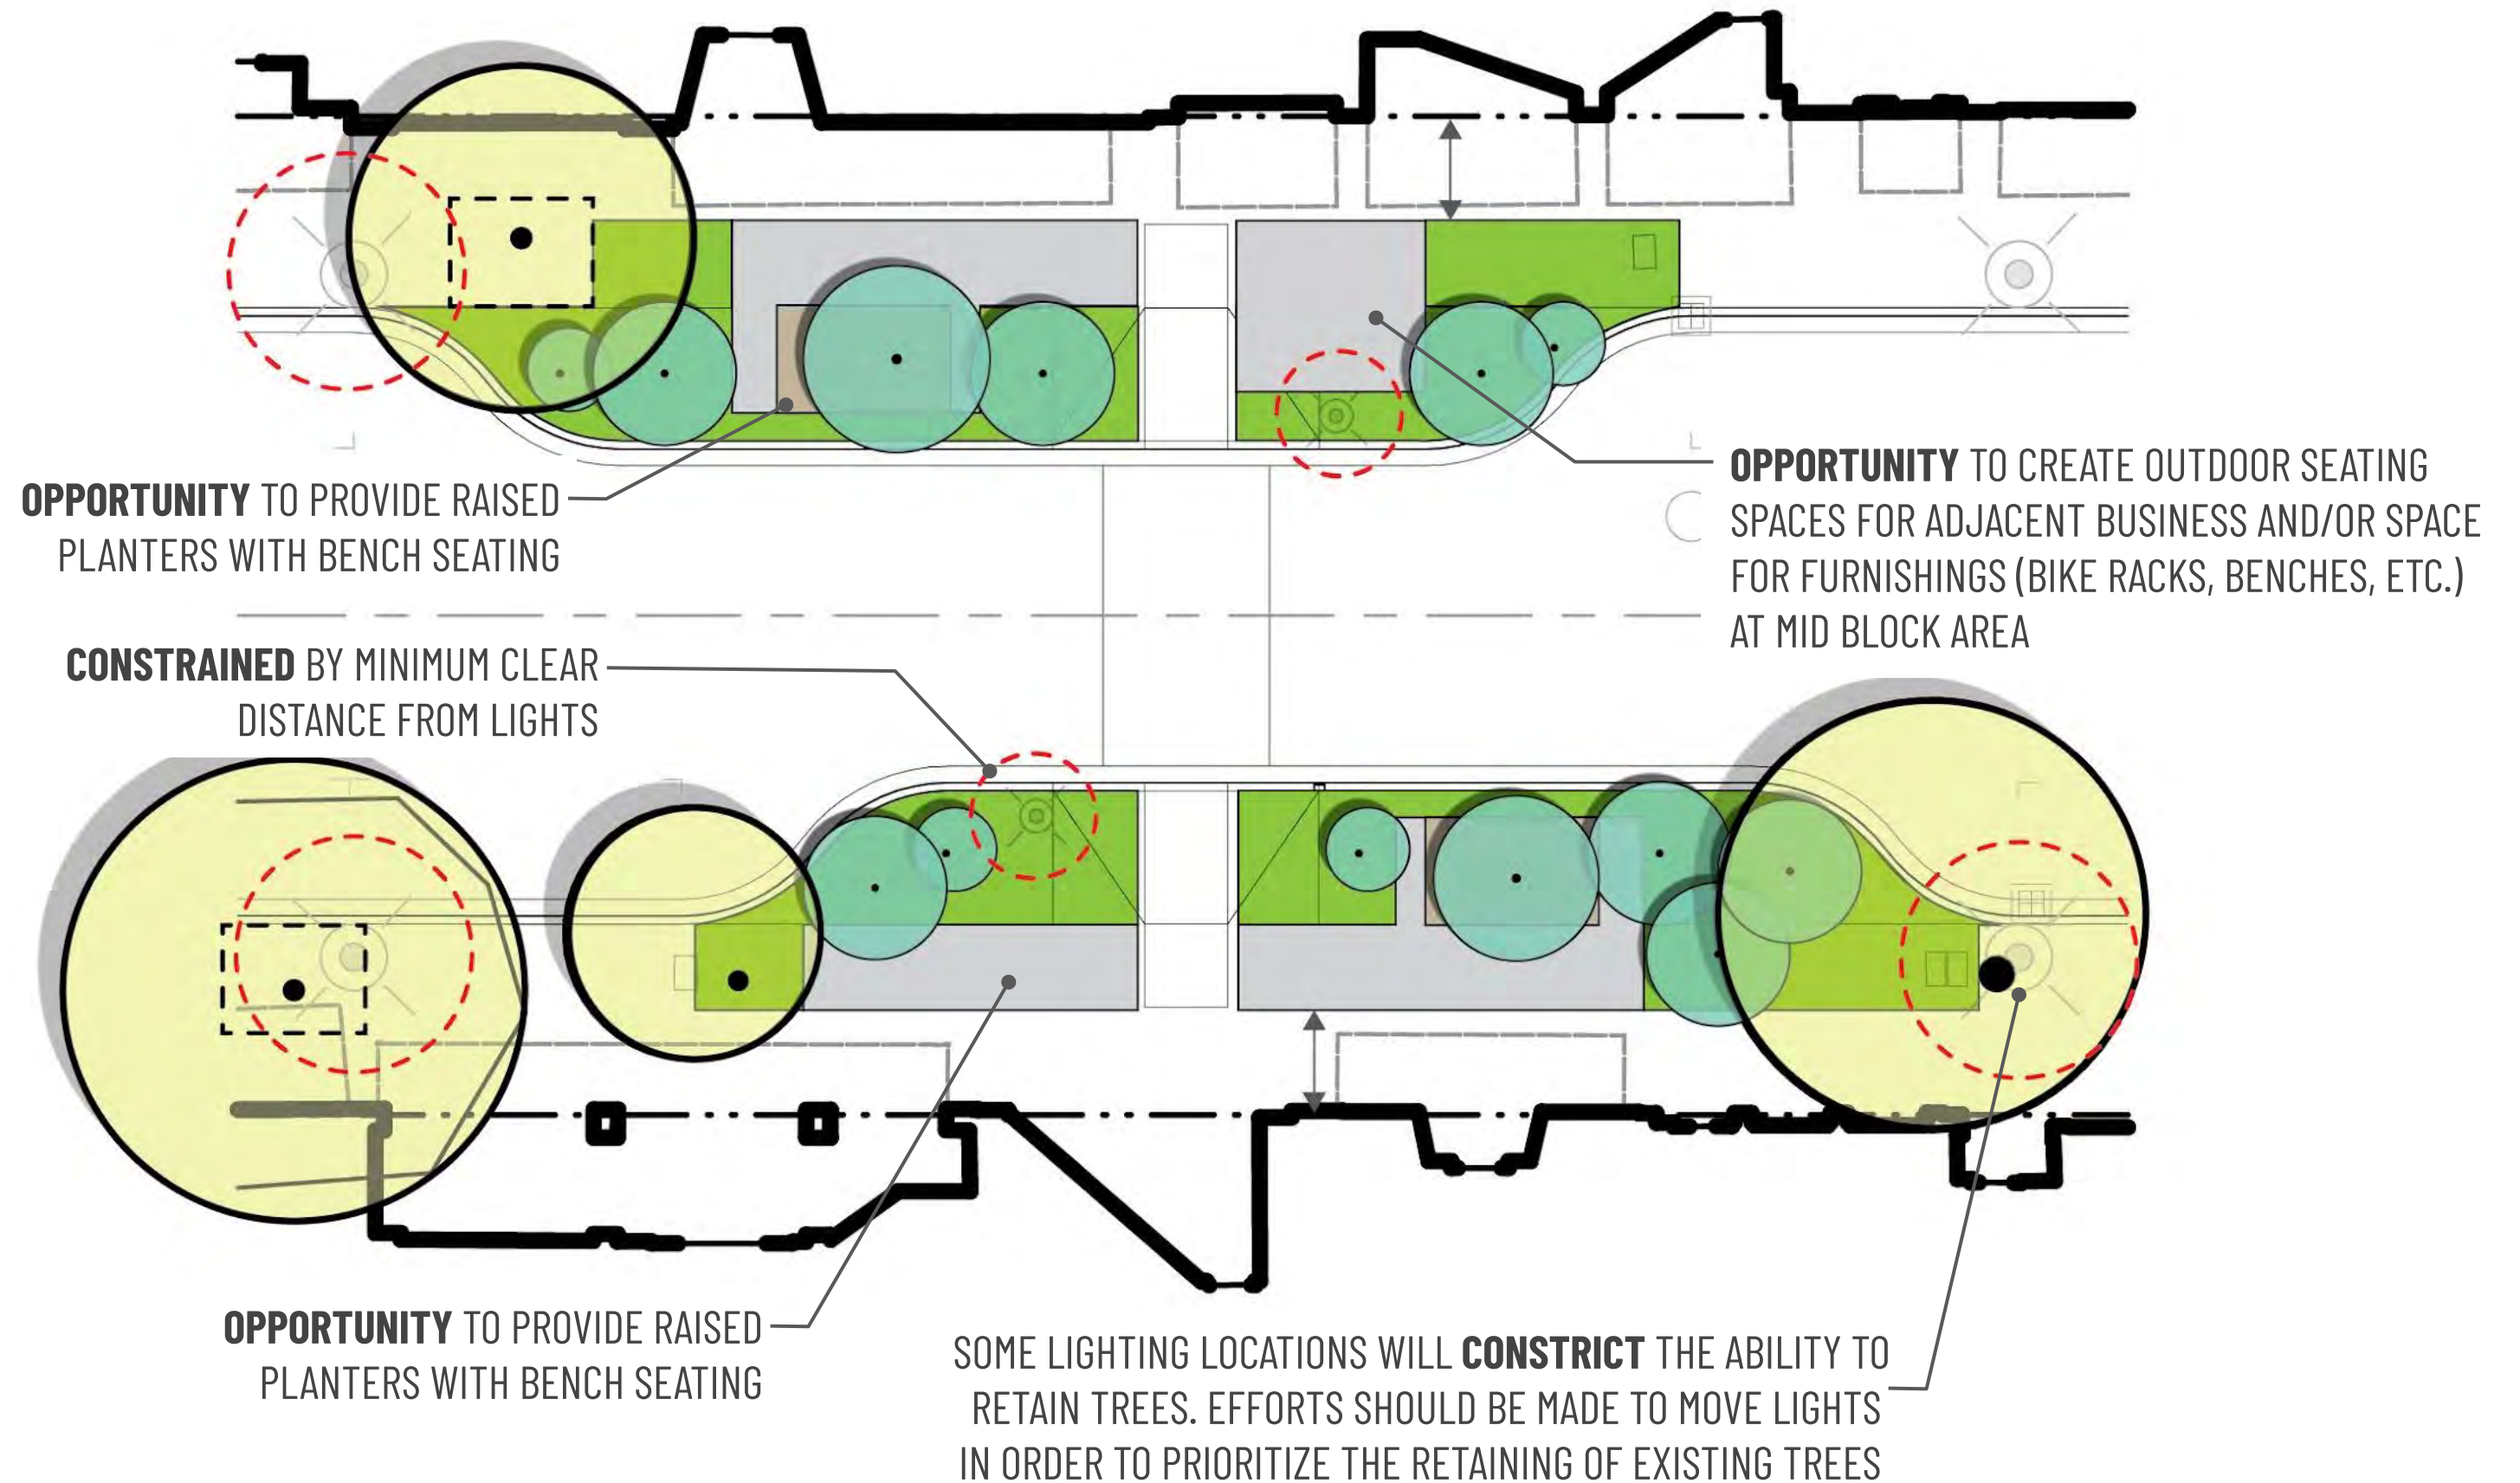 OPPORTUNITY TO PROVIDE RAISED
PLANTERS WITH BENCH SEATING
OPPORTUNITY TO CREATE OUTDOOR SEATING
SPACES FOR ADJACENT BUSINESS AND/OR SPACE
FOR FURNISHINGS (BIKE RACKS, BENCHES, ETC.)
AT MID BLOCK AREA
CONSTRAINED BY MINIMUM CLEAR
DISTANCE FROM LIGHTS
OPPORTUNITY TO PROVIDE RAISED
PLANTERS WITH BENCH SEATING
SOME LIGHTING LOCATIONS WILL CONSTRICT THE ABILITY TO
RETAIN TREES. EFFORTS SHOULD BE MADE TO MOVE LIGHTS
IN ORDER TO PRIORITIZE THE RETAINING OF EXISTING TREES